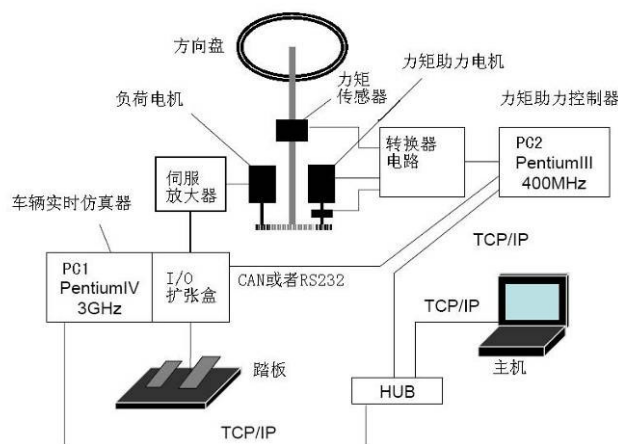 方向盘
力矩助力电机
力矩
传感器
负荷电机
力矩助力控制器
转换器
电路
PC2
PentiumIII
400MHz
伺服
放大器
车辆实时仿真器
PC1
PentiumIV
3GHz
I/O
扩张盒
CAN或者RS232
TCP/IP
TCP/IP
主机
踏板
HUB
TCP/IP